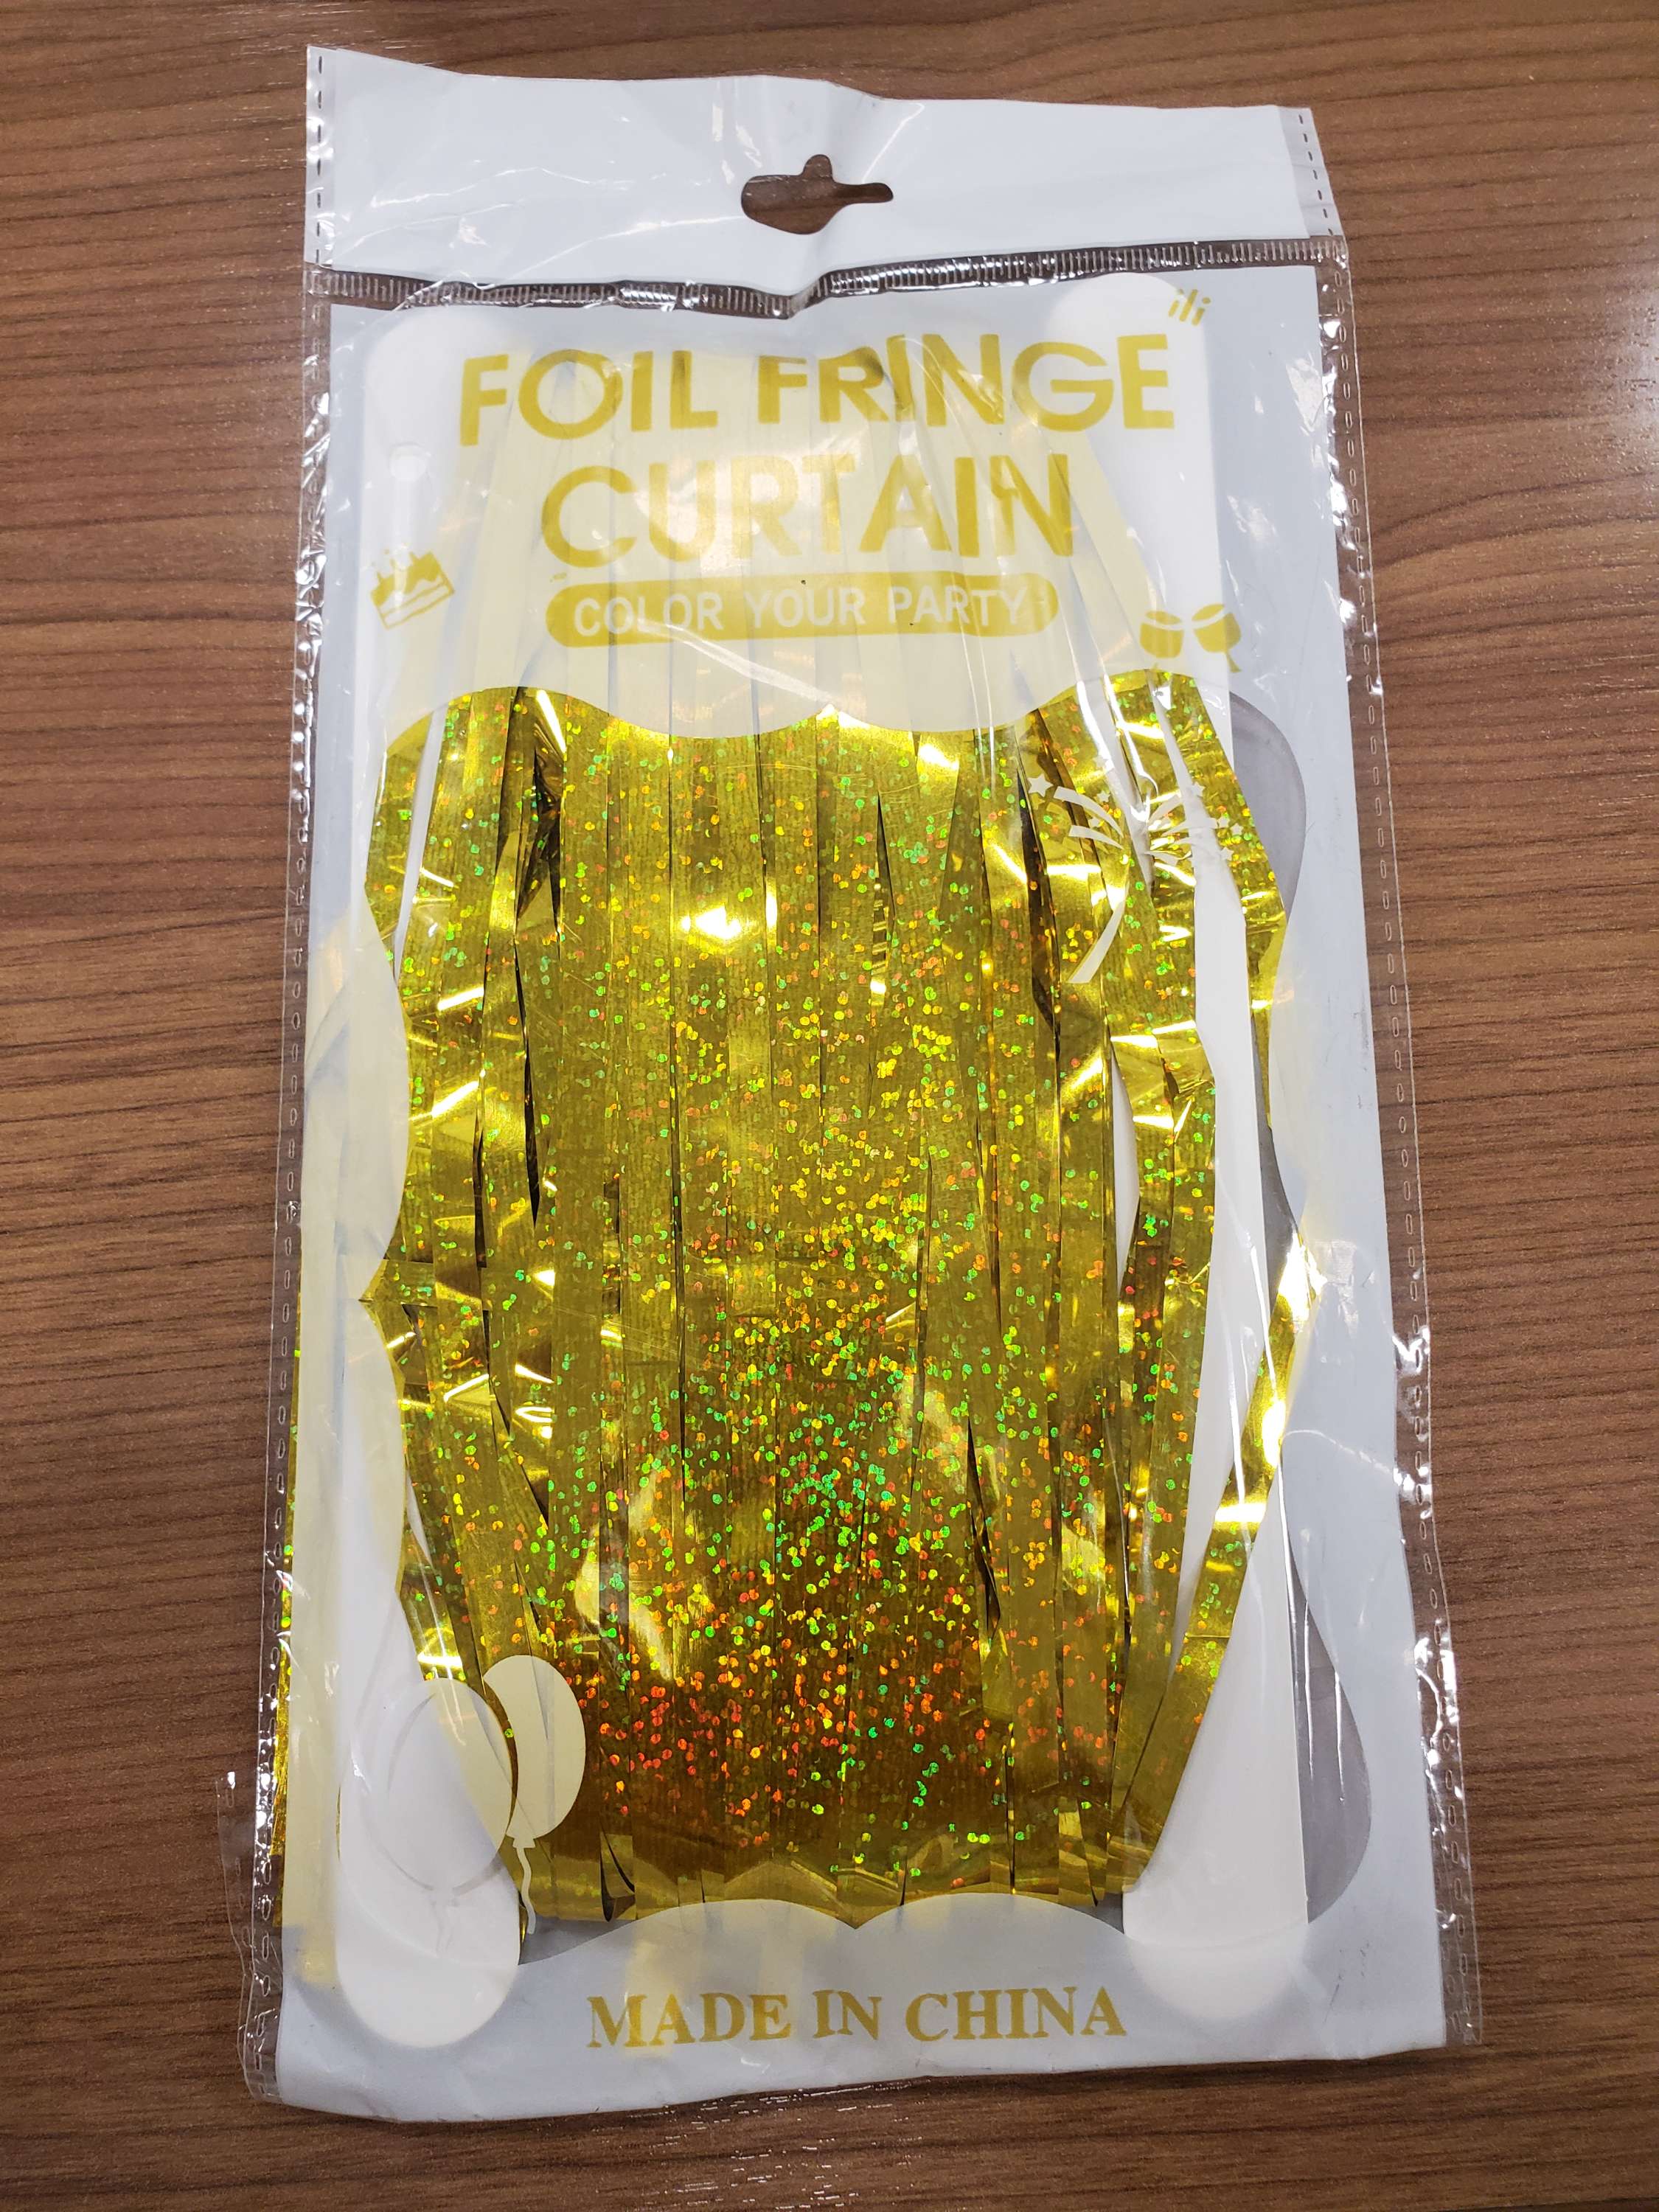 FOIL FRINGE
CURTAIN
COLOR YOUR PARTY
MADE IN CHINA